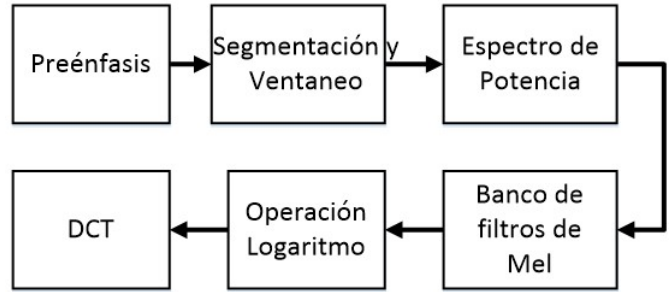 Preénfasis
Segmentación y
Ventaneo
Espectro de
Potencia
Banco de
filtros de
Mel
Operación
Logaritmo
DCT